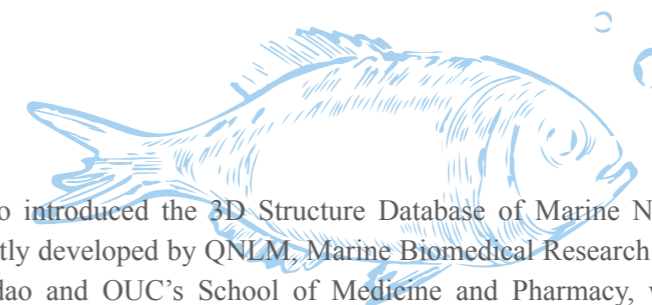 introduced the 3D Structure Database of Marine N
tly developed by QNLM, Marine Biomedical Research
dao and OUC's School of Medicine and Pharmacy,